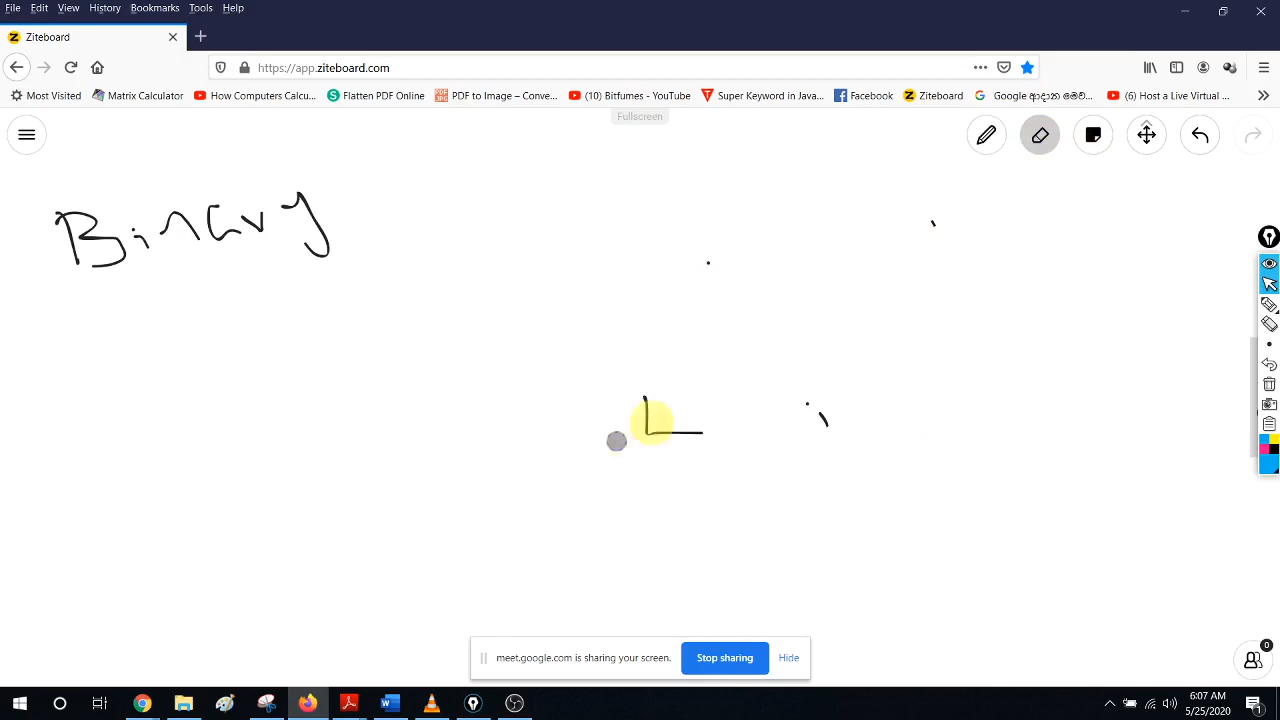 File Edit View History Bookmarks Tools Help
Ziteboard
https://app.ziteboard.com
Most Visited Matrix Calculator How Computers Calcu... Flatten PDF Online PDF to Image – Conve... (10) Bitfumes - YouTube Super Keyword in Java... Facebook Ziteboard Google ආදාන මෙව... (6) Host a Live Virtual ...
Fullscreen
Binary
meet.google.com is sharing your screen. Stop sharing Hide
0
6:07 AM
5/25/2020